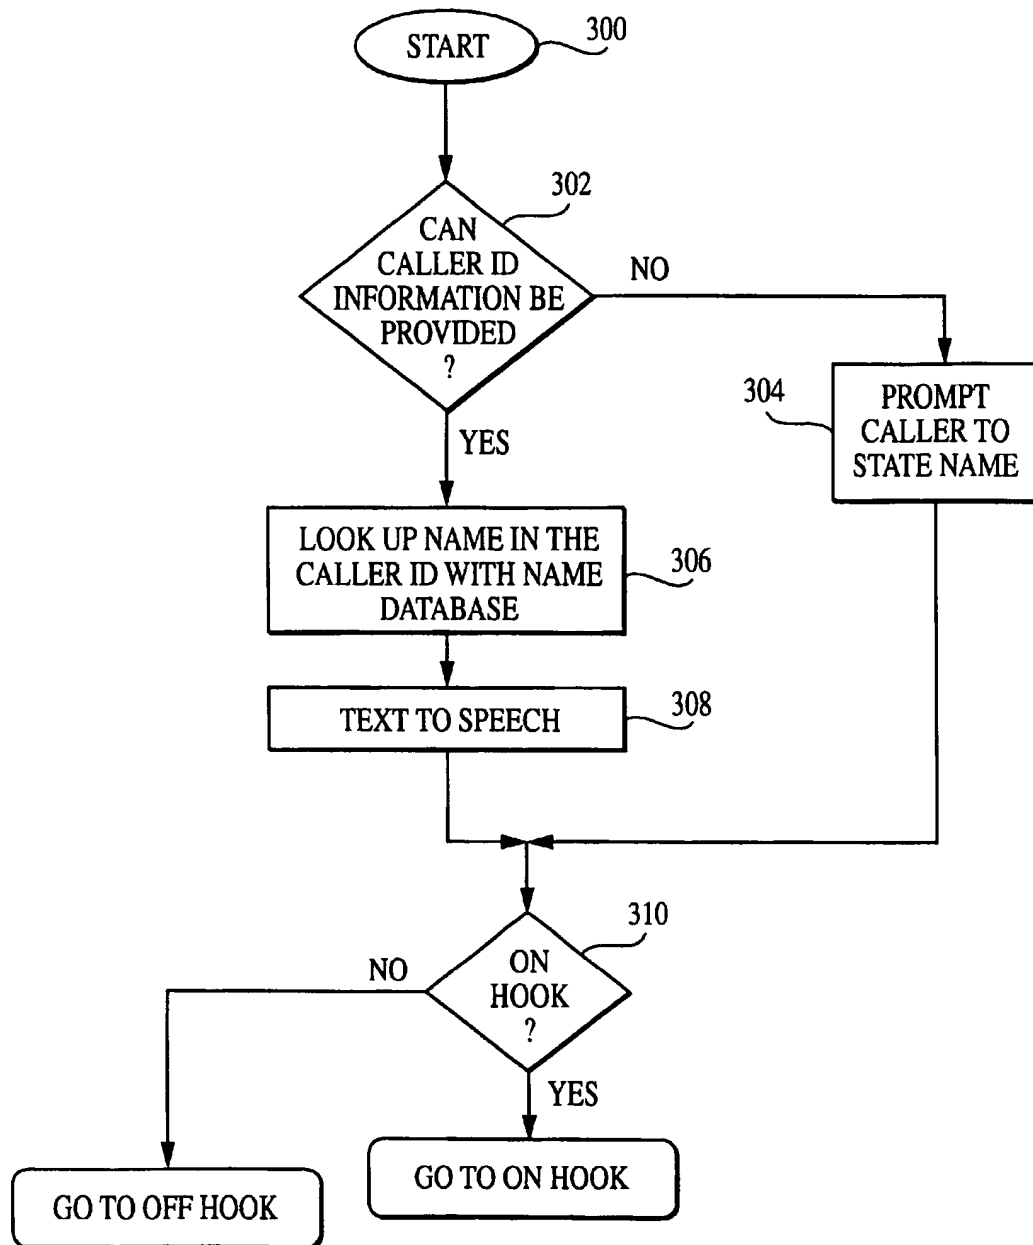 START
300
302
CAN
CALLER ID
INFORMATION BE
PROVIDED
?
NO
YES
304
PROMPT
CALLER TO
STATE NAME
LOOK UP NAME IN THE
CALLER ID WITH NAME
DATABASE
306
TEXT TO SPEECH
308
310
ON
HOOK
?
NO
YES
GO TO ON HOOK
GO TO OFF HOOK